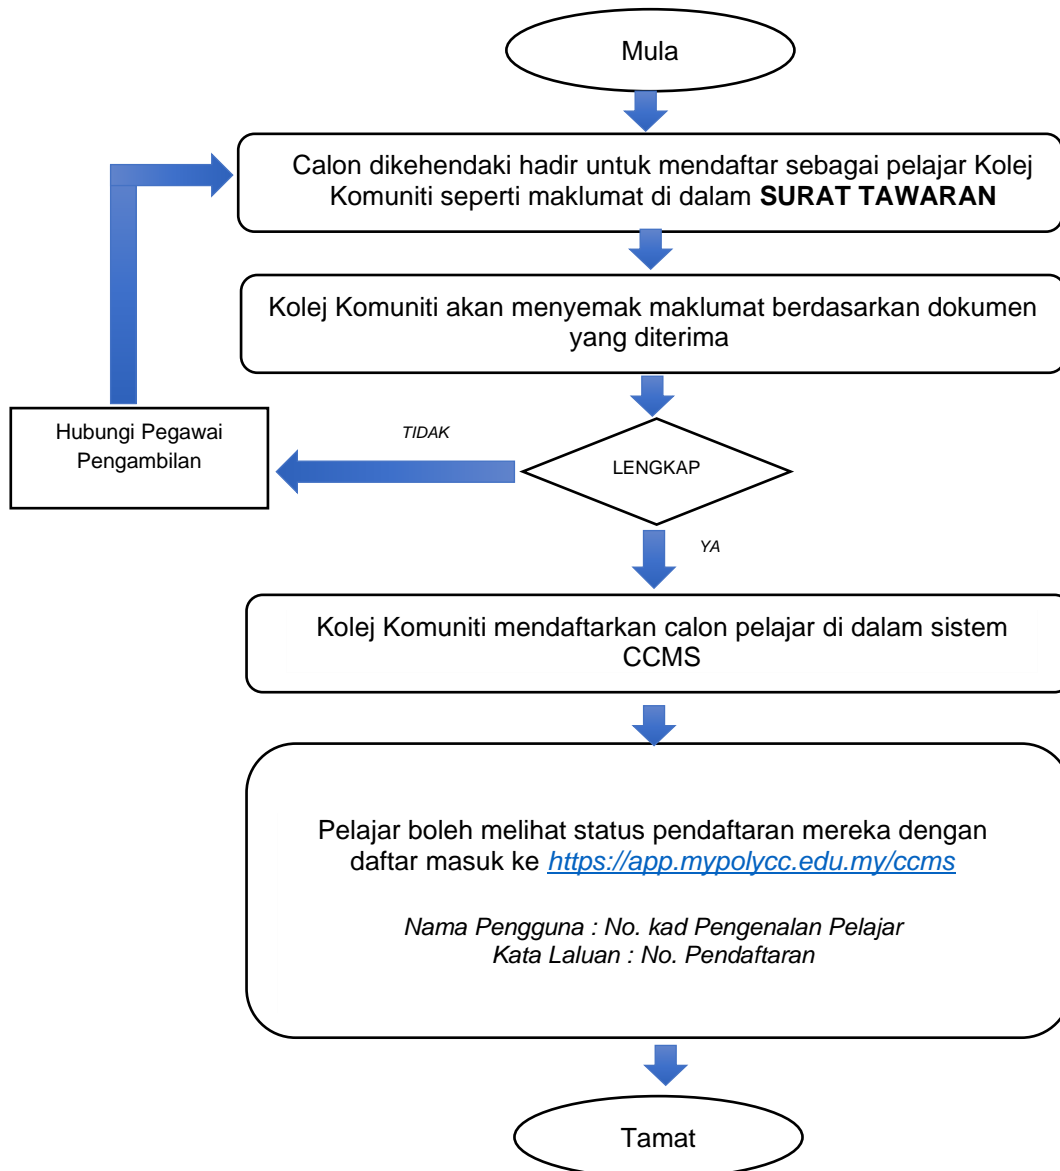 Mula
Calon dikehendaki hadir untuk mendaftar sebagai pelajar Kolej
Komuniti seperti maklumat di dalam SURAT TAWARAN
Kolej Komuniti akan menyemak maklumat berdasarkan dokumen
yang diterima
Hubungi Pegawai
Pengambilan
TIDAK
LENGKAP
YA
Kolej Komuniti mendaftarkan calon pelajar di dalam sistem
CCMS
Pelajar boleh melihat status pendaftaran mereka dengan
daftar masuk ke https://app.mypolycc.edu.my/ccms
Nama Pengguna : No. kad Pengenalan Pelajar
Kata Laluan : No. Pendaftaran
Tamat